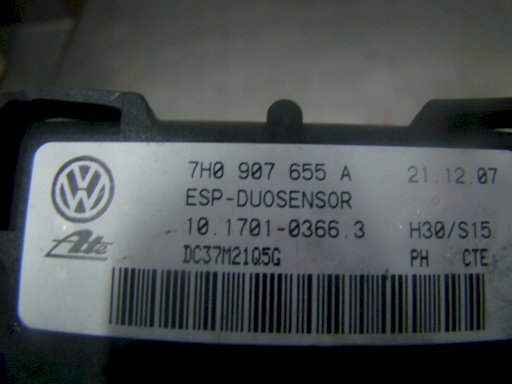 7H0 907 655 A 21.12.07
ESP-DUOSENSOR
10.1701-0366.3 H30/S15
Ate DC37M21Q5G PH CTE